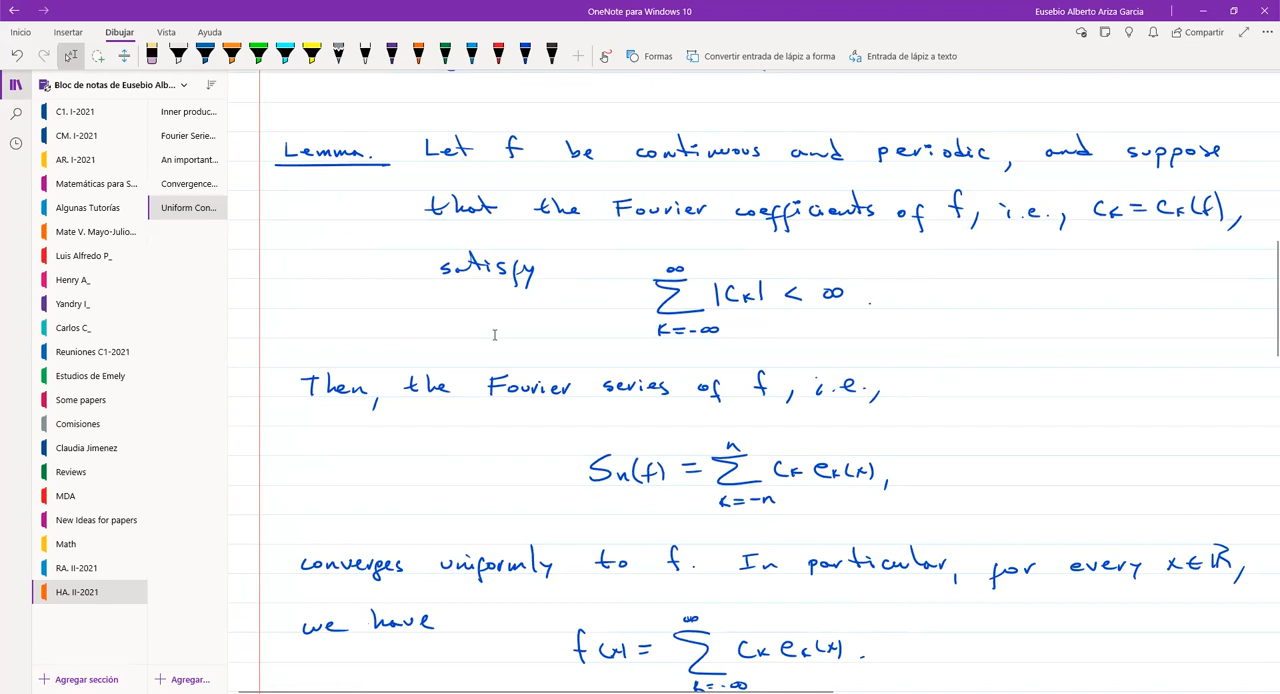 OneNote para Windows 10
Eusebio Alberto Ariza Garcia
Inicio Insertar Dibujar Vista Ayuda
Compartir
Formas Convertir entrada de lápiz a forma Entrada de lápiz a texto
Bloc de notas de Eusebio Alb...
C1. I-2021
CM. I-2021
AR. I-2021
Matemáticas para S...
Algunas Tutorías
Mate V. Mayo-Julio...
Luis Alfredo P_
Henry A_
Yandry I_
Carlos C_
Reuniones C1-2021
Estudios de Emely
Some papers
Comisiones
Claudia Jimenez
Reviews
MDA
New Ideas for papers
Math
RA. II-2021
HA. II-2021
Agregar sección
Inner produc...
Fourier Serie...
An important...
Convergence...
Uniform Con...
Agregar...
Lemma. Let f be continuous and periodic, and suppose
that the Fourier coefficients of f, i.e., cₖ = cₖ(f),
satisfy
∑_{k=-∞}^{∞} |cₖ| < ∞ .
Then, the Fourier series of f, i.e.,
Sₙ(f) = ∑_{k=-n}^{n} cₖ eₖ(x),
converges uniformly to f. In particular, for every x ∈ ℝ,
we have
f(x) = ∑_{k=-∞}^{∞} cₖ eₖ(x).